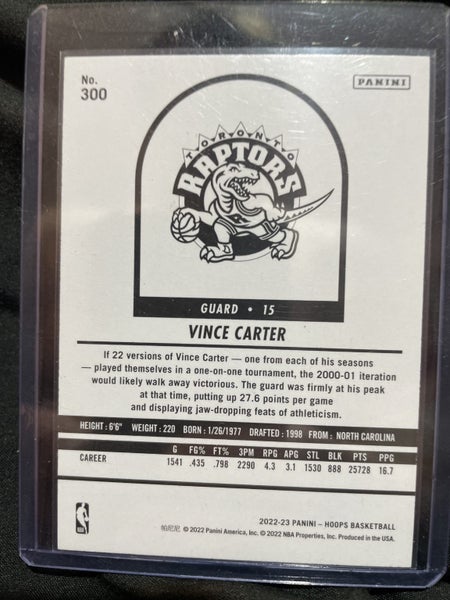 No.
300
PANINI
TORONTO
RAPTORS
GUARD • 15
VINCE CARTER
If 22 versions of Vince Carter — one from each of his seasons
— played themselves in a one-on-one tournament, the 2000-01 iteration
would likely walk away victorious. The guard was firmly at his peak
at that time, putting up 27.6 points per game
and displaying jaw-dropping feats of athleticism.
HEIGHT: 6'6" WEIGHT: 220 BORN: 1/26/1977 DRAFTED: 1998 FROM: NORTH CAROLINA
G FG% FT% 3PM RPG APG STL BLK PTS PPG
CAREER 1541 .435 .798 2290 4.3 3.1 1530 888 25728 16.7
2022-23 PANINI – HOOPS BASKETBALL
帕尼尼 © 2022 Panini America, Inc. © 2022 NBA Properties, Inc. Produced in the USA.
NBA